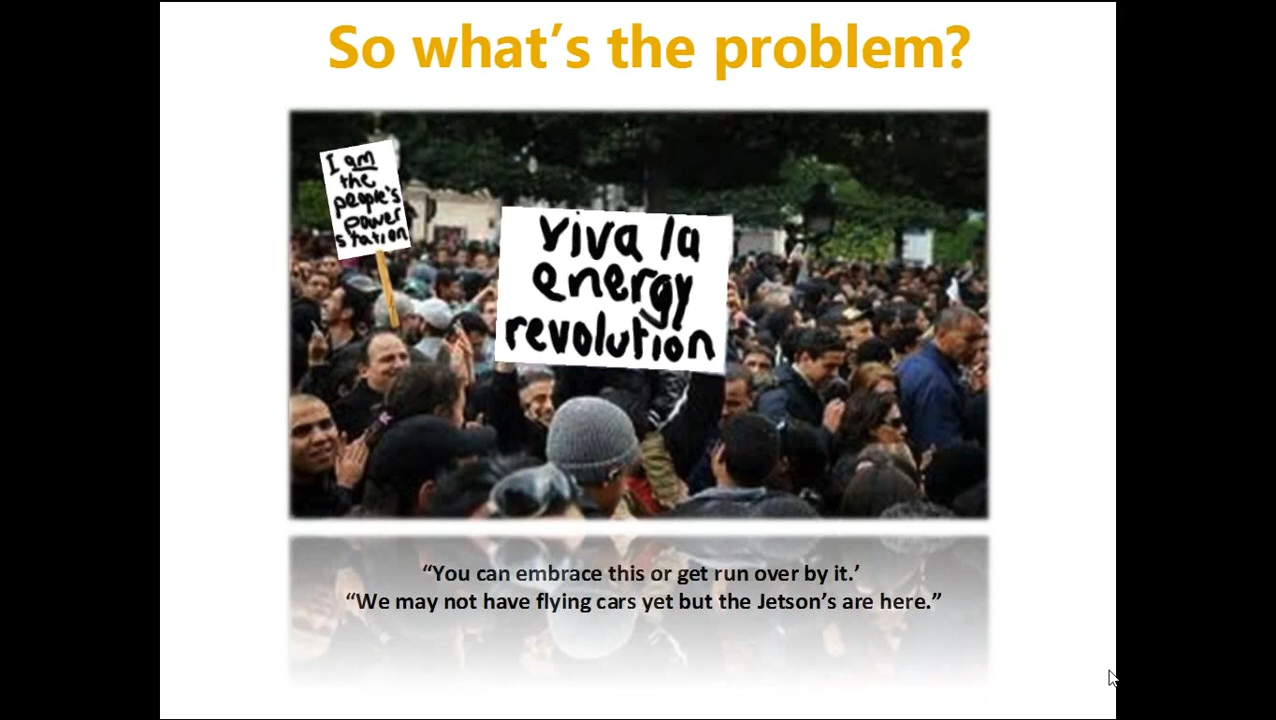 So what’s the problem?
I am
the
people's
power
station
viva la
energy
revolution
“You can embrace this or get run over by it.’
“We may not have flying cars yet but the Jetson’s are here.”